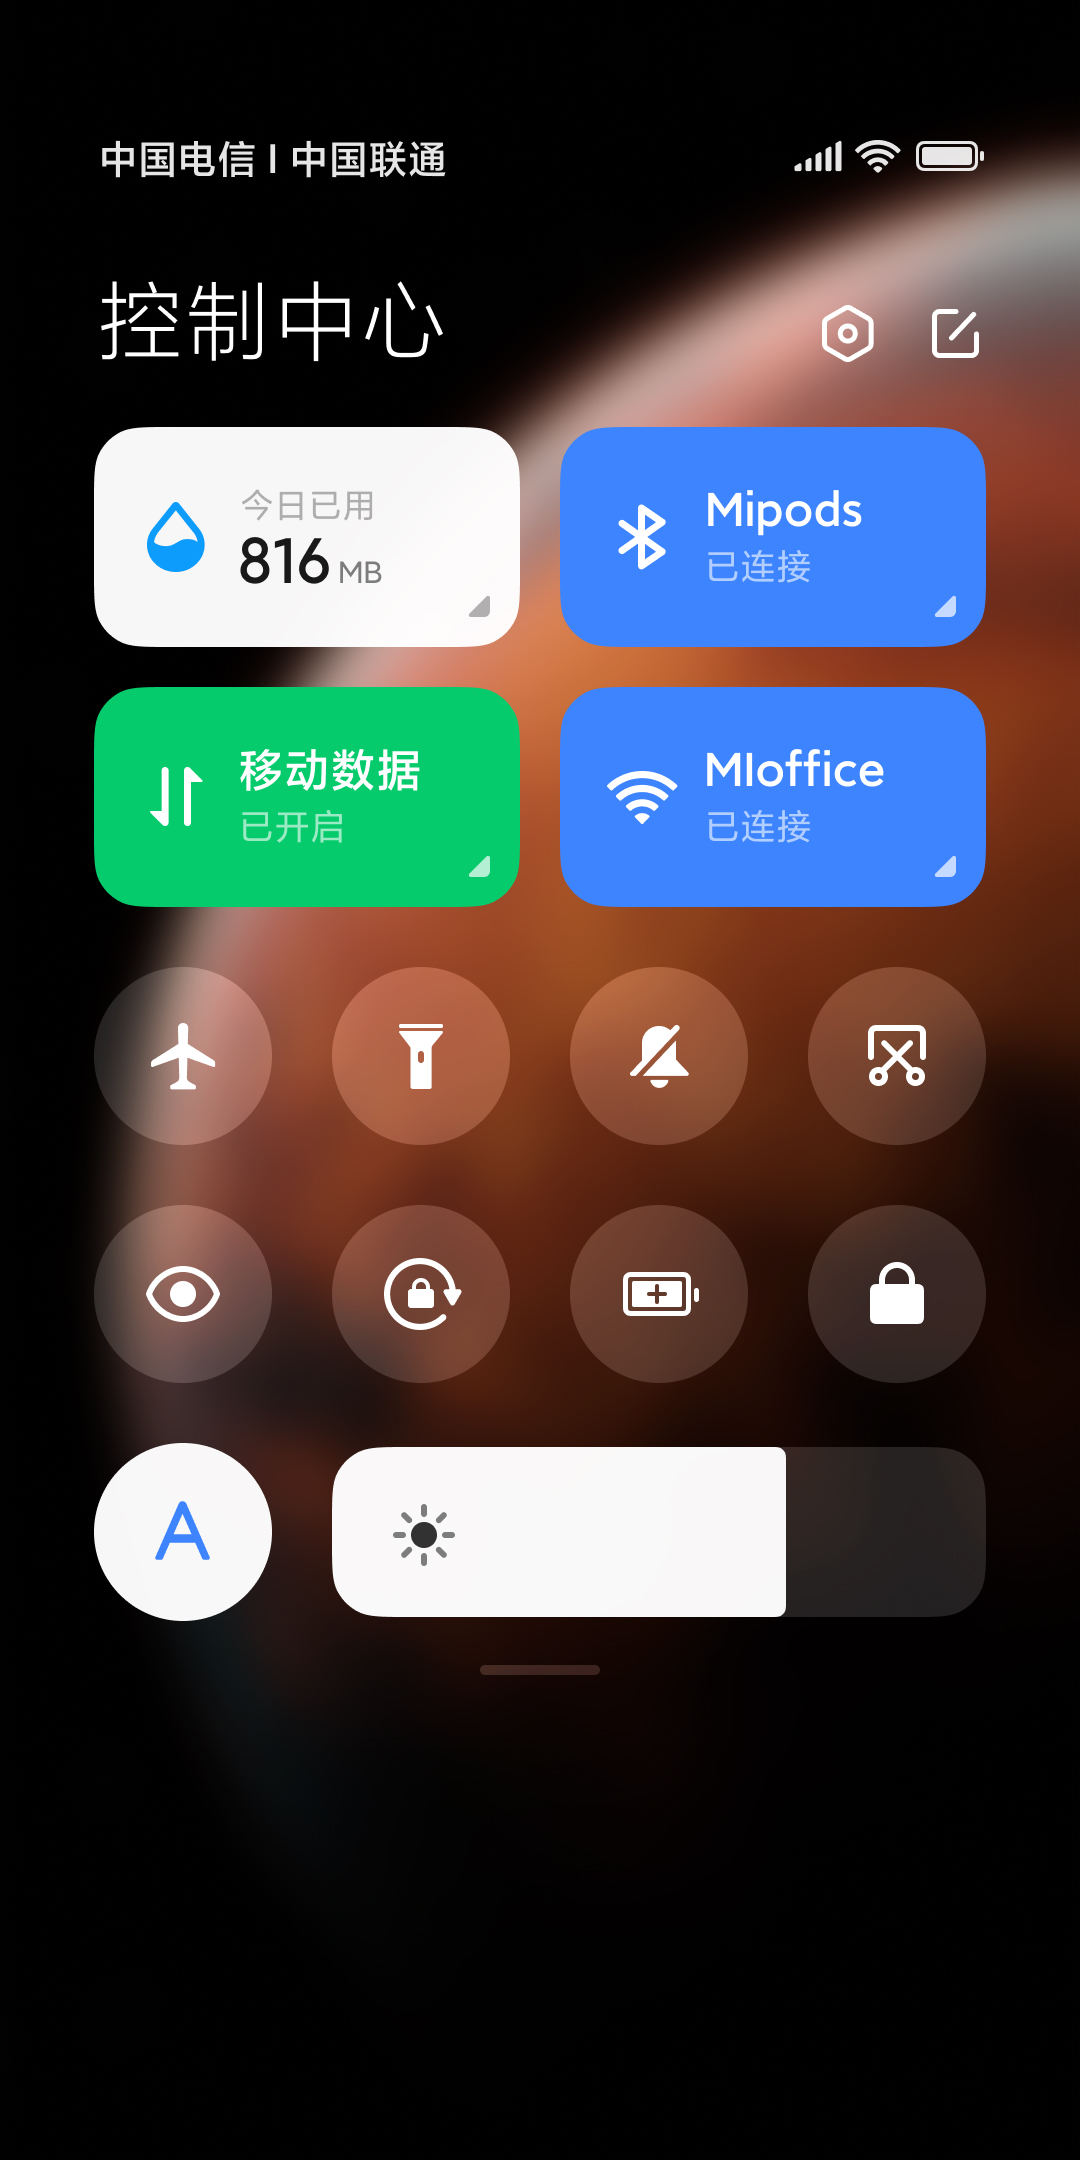 中国电信 | 中国联通
控制中心
今日已用
816 MB
Mipods
已连接
移动数据
已开启
MIoffice
已连接
A